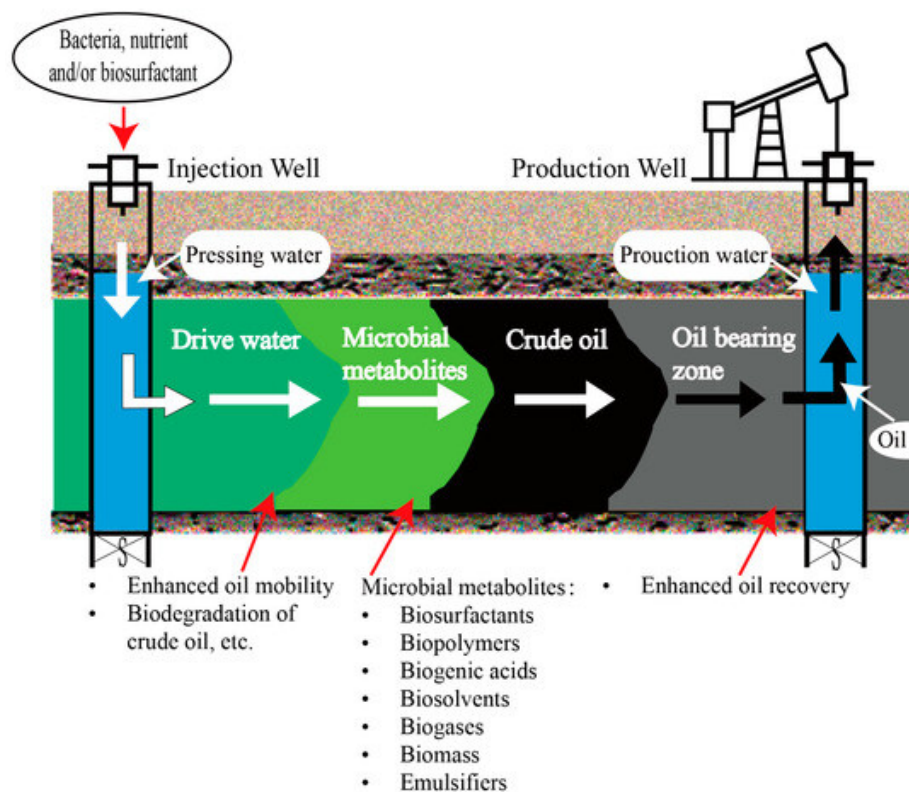 Bacteria, nutrient
and/or biosurfactant
Injection Well
Production Well
Pressing water
Prouction water
Drive water
Microbial
metabolites
Crude oil
Oil bearing
zone
Oil
S
S
• Enhanced oil mobility
• Biodegradation of
crude oil, etc.
Microbial metabolites:
• Biosurfactants
• Biopolymers
• Biogenic acids
• Biosolvents
• Biogases
• Biomass
• Emulsifiers
• Enhanced oil recovery